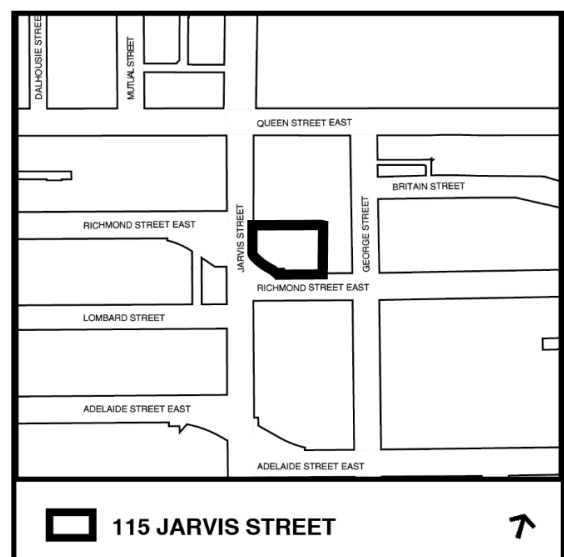 DALHOUSIE STREE
MUTUAL STREET
QUEEN STREET EAST
BRITAIN STREET
RICHMOND STREET EAST
JARVIS STREET
GEORGE STREET
RICHMOND STREET EAST
LOMBARD STREET
ADELAIDE STREET EAST
ADELAIDE STREET EAST
115 JARVIS STREET